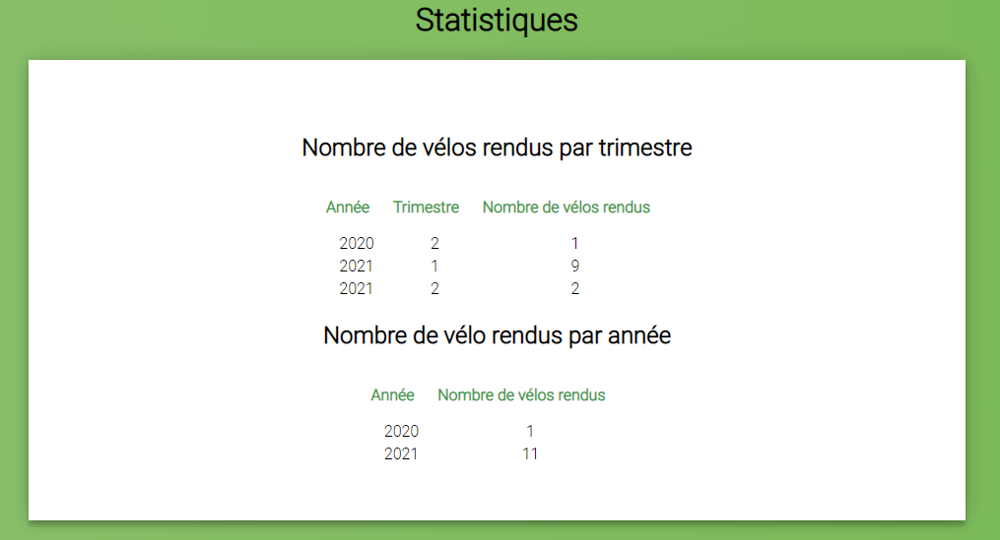 Statistiques
Nombre de vélos rendus par trimestre
Année Trimestre Nombre de vélos rendus
2020 2 1
2021 1 9
2021 2 2
Nombre de vélo rendus par année
Année Nombre de vélos rendus
2020 1
2021 11